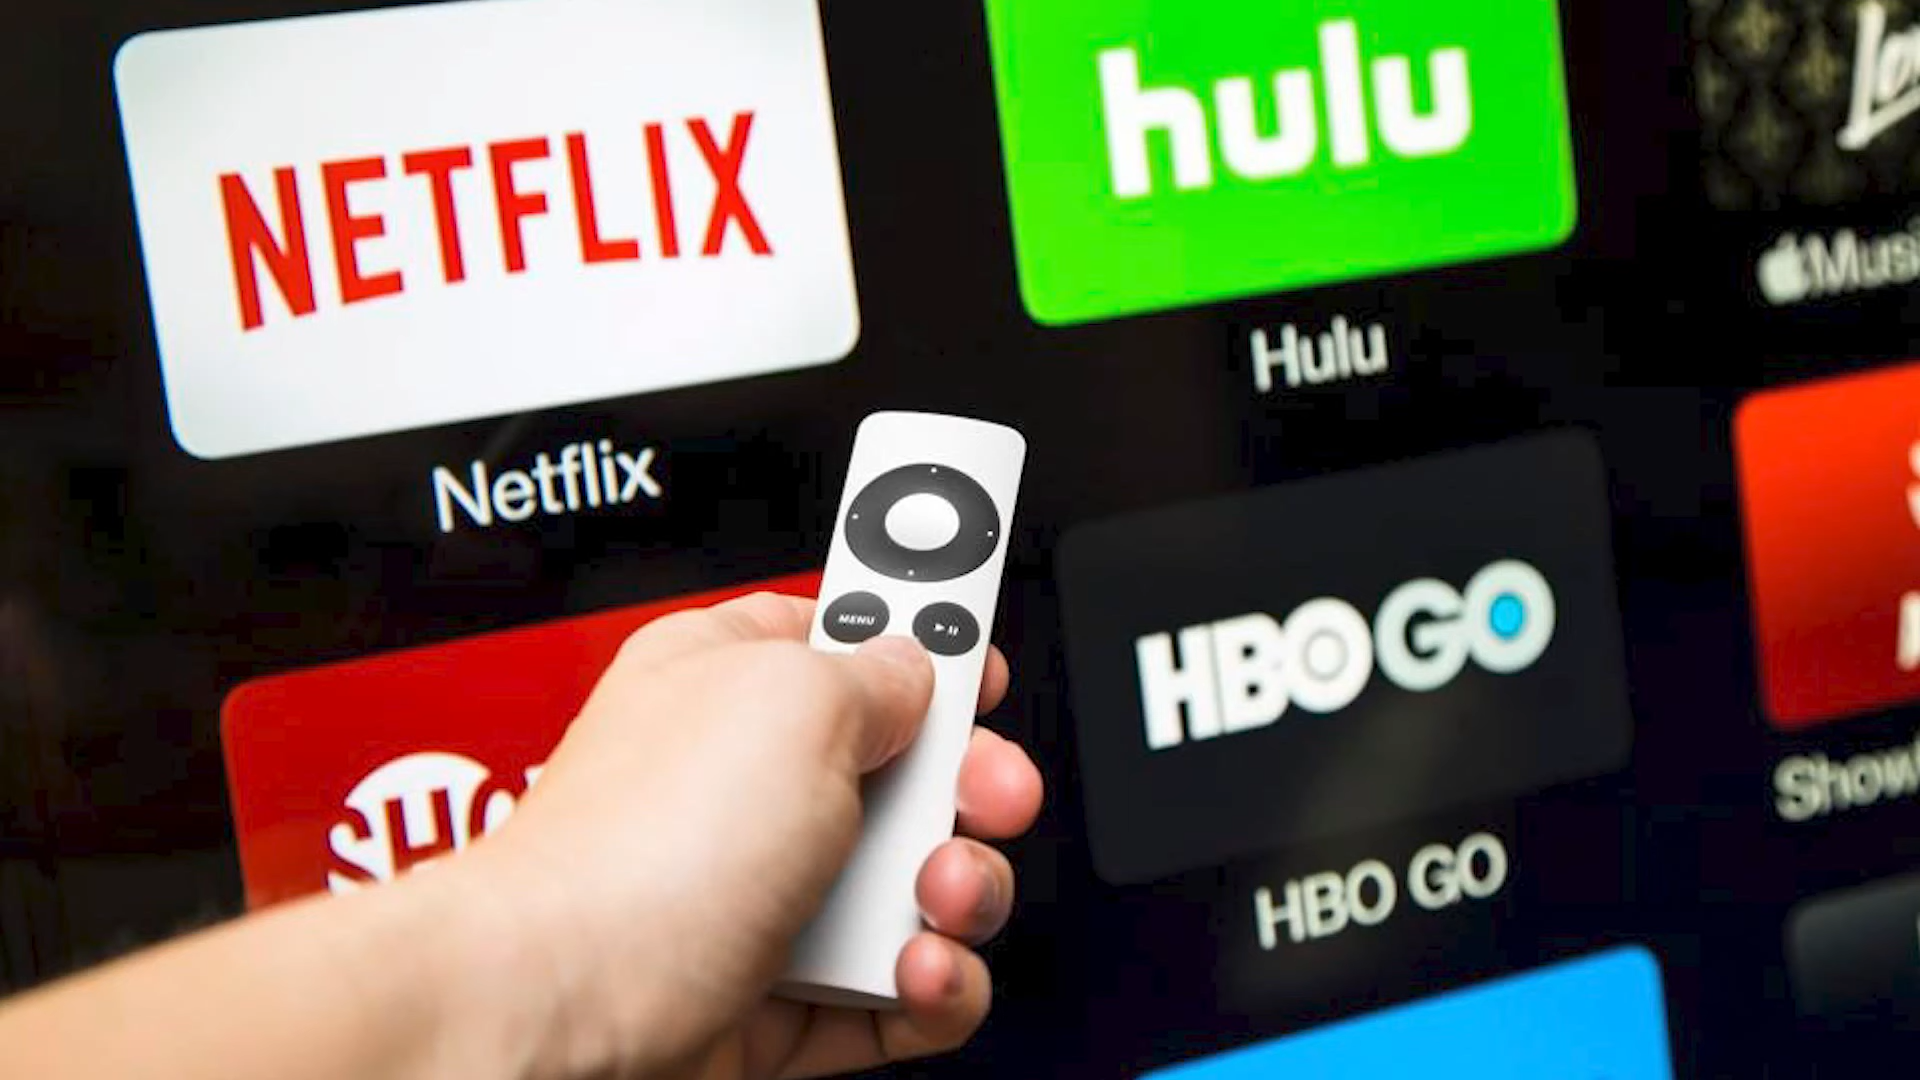 NETFLIX
hulu
Netflix
Hulu
MENU
HBO GO
HBO GO